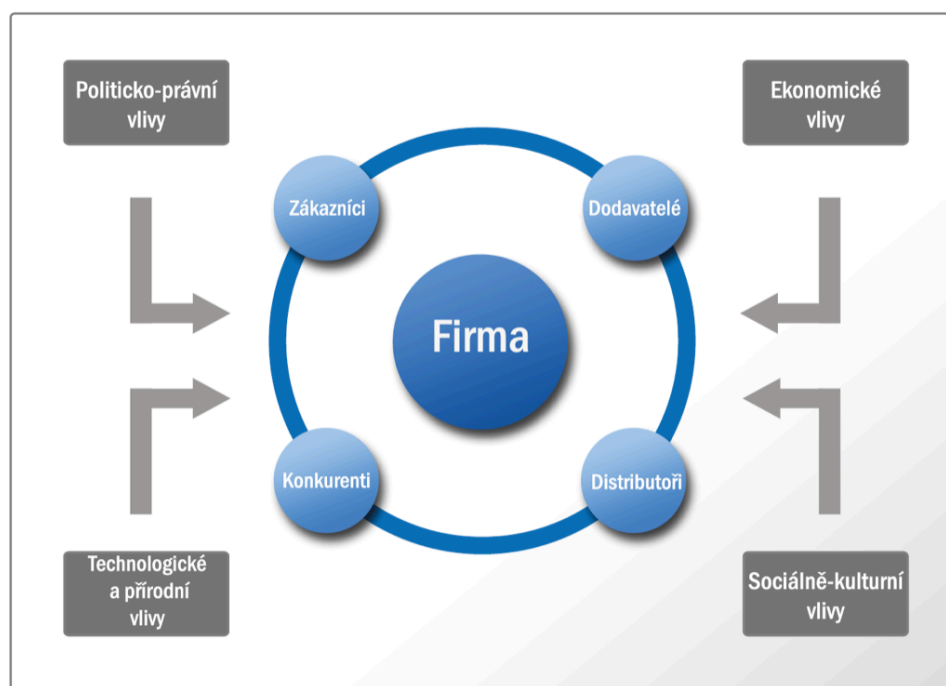 Politicko-právní
vlivy
Ekonomické
vlivy
Zákazníci
Dodavatelé
Firma
Konkurenti
Distributoři
Technologické
a přírodní
vlivy
Sociálně-kulturní
vlivy